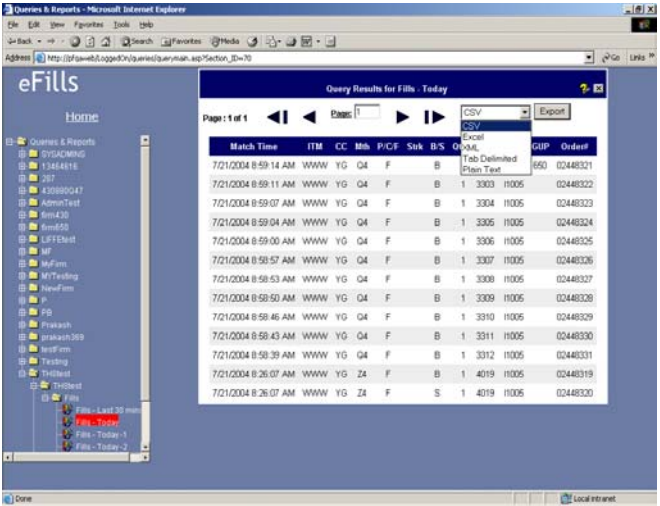 Queries & Reports - Microsoft Internet Explorer
File Edit View Favorites Tools Help
Back Search Favorites Media
Address http://pfqaweb/LoggedOn/queries/querymain.asp?Section_ID=70 Go Links
eFills
Home
Queries & Reports
SYSADMINS
13464616
287
430990G47
AdminTest
firm430
firm650
LIFFEtest
MF
MyFirm
MYTesting
NewFirm
P
PB
Prakash
prakash369
testFirm
Testing
THStest
THStest
Fills
Fills - Last 30 mins
Fills - Today
Fills - Today-1
Fills - Today-2
Query Results for Fills - Today
Page : 1 of 1 Page: 1 CSV Export
CSV
Excel
XML
Tab Delimited
Plain Text
Match Time ITM CC Mth P/C/F Strk B/S GUP Order#
7/21/2004 8:59:14 AM WWW YG Q4 F B 650 02448321
7/21/2004 8:59:11 AM WWW YG Q4 F B 1 3303 I1005 02448322
7/21/2004 8:59:07 AM WWW YG Q4 F B 1 3304 I1005 02448323
7/21/2004 8:59:04 AM WWW YG Q4 F B 1 3305 I1005 02448324
7/21/2004 8:59:00 AM WWW YG Q4 F B 1 3306 I1005 02448325
7/21/2004 8:58:57 AM WWW YG Q4 F B 1 3307 I1005 02448326
7/21/2004 8:58:53 AM WWW YG Q4 F B 1 3308 I1005 02448327
7/21/2004 8:58:50 AM WWW YG Q4 F B 1 3309 I1005 02448328
7/21/2004 8:58:46 AM WWW YG Q4 F B 1 3310 I1005 02448329
7/21/2004 8:58:43 AM WWW YG Q4 F B 1 3311 I1005 02448330
7/21/2004 8:58:39 AM WWW YG Q4 F B 1 3312 I1005 02448331
7/21/2004 8:26:07 AM WWW YG Z4 F B 1 4019 I1005 02448319
7/21/2004 8:26:07 AM WWW YG Z4 F S 1 4019 I1005 02448320
Done Local intranet